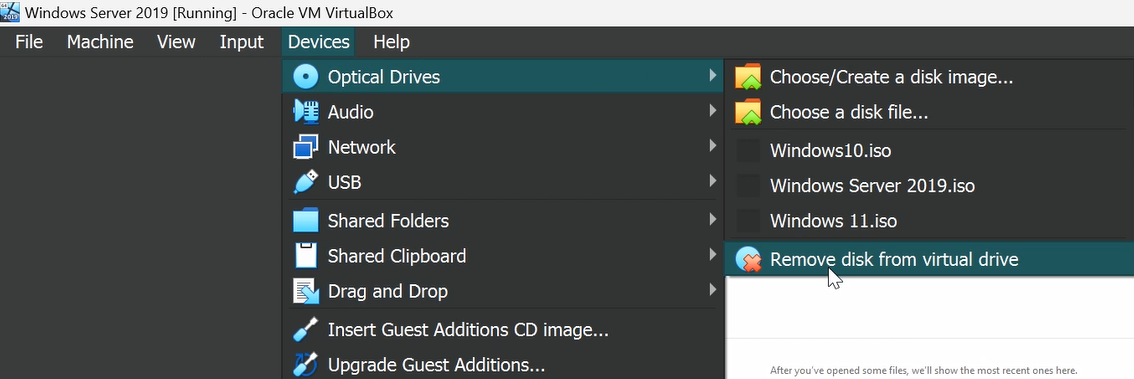 Windows Server 2019 [Running] - Oracle VM VirtualBox
File Machine View Input Devices Help
Optical Drives
Audio
Network
USB
Shared Folders
Shared Clipboard
Drag and Drop
Insert Guest Additions CD image...
Upgrade Guest Additions...
Choose/Create a disk image...
Choose a disk file...
Windows10.iso
Windows Server 2019.iso
Windows 11.iso
Remove disk from virtual drive
After you've opened some files, we'll show the most recent ones here.